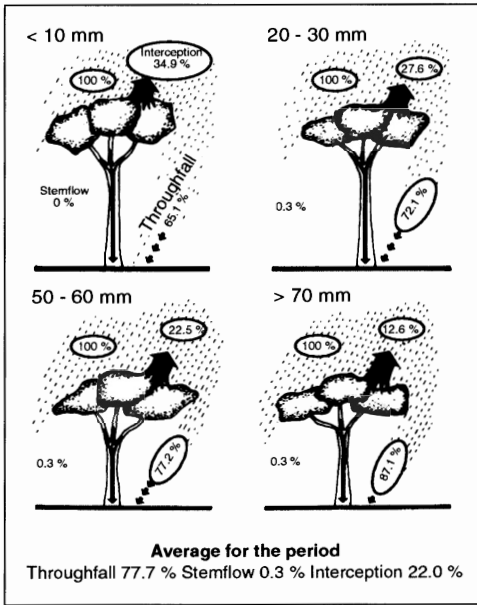 < 10 mm
Interception
34.9 %
100 %
Stemflow
0 %
Throughfall
65.1 %
20 - 30 mm
27.6 %
100 %
0.3 %
72.1 %
50 - 60 mm
22.5 %
100 %
0.3 %
77.2 %
> 70 mm
12.6 %
100 %
0.3 %
87.1 %
Average for the period
Throughfall 77.7 % Stemflow 0.3 % Interception 22.0 %